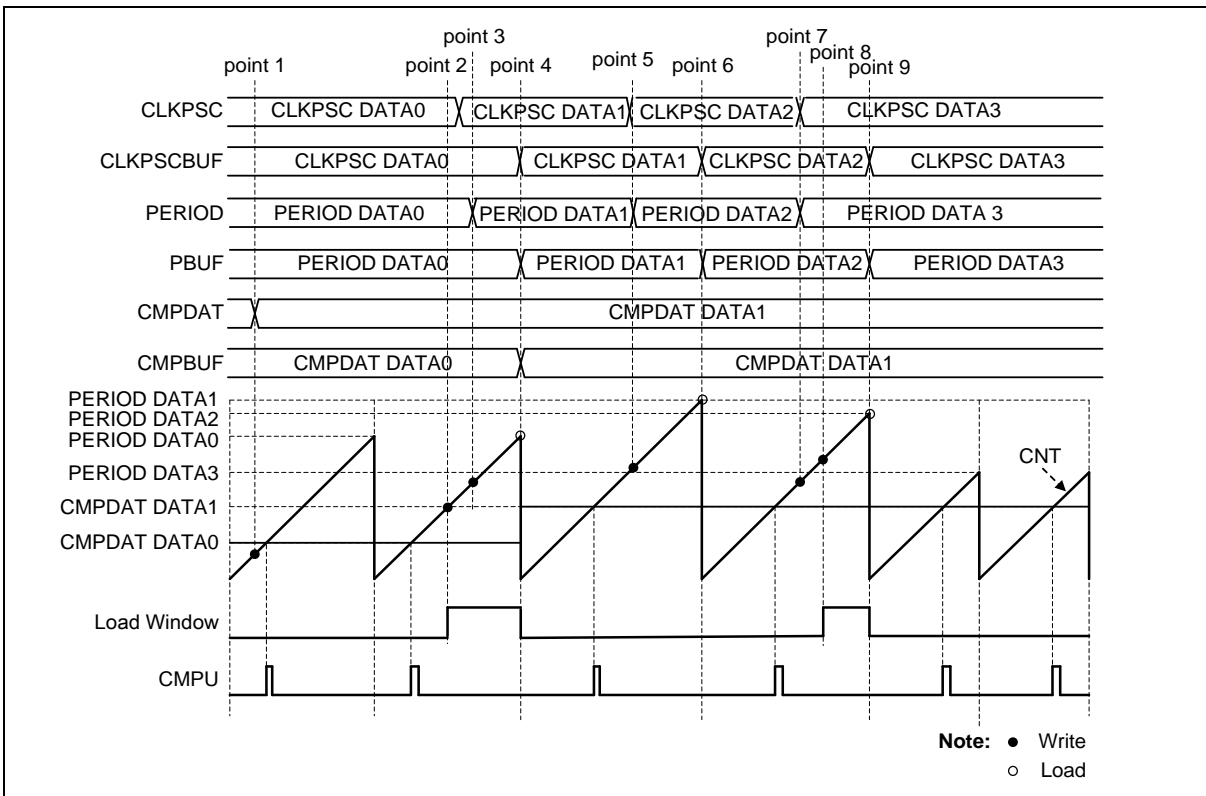 point 1
point 2
point 3
point 4
point 5
point 6
point 7
point 8
point 9
CLKPSC
CLKPSC DATA0
CLKPSC DATA1
CLKPSC DATA2
CLKPSC DATA3
CLKPSCBUF
CLKPSC DATA0
CLKPSC DATA1
CLKPSC DATA2
CLKPSC DATA3
PERIOD
PERIOD DATA0
PERIOD DATA1
PERIOD DATA2
PERIOD DATA 3
PBUF
PERIOD DATA0
PERIOD DATA1
PERIOD DATA2
PERIOD DATA3
CMPDAT
CMPDAT DATA1
CMPBUF
CMPDAT DATA0
CMPDAT DATA1
PERIOD DATA1
PERIOD DATA2
PERIOD DATA0
PERIOD DATA3
CMPDAT DATA1
CMPDAT DATA0
CNT
Load Window
CMPU
Note: ● Write
○ Load